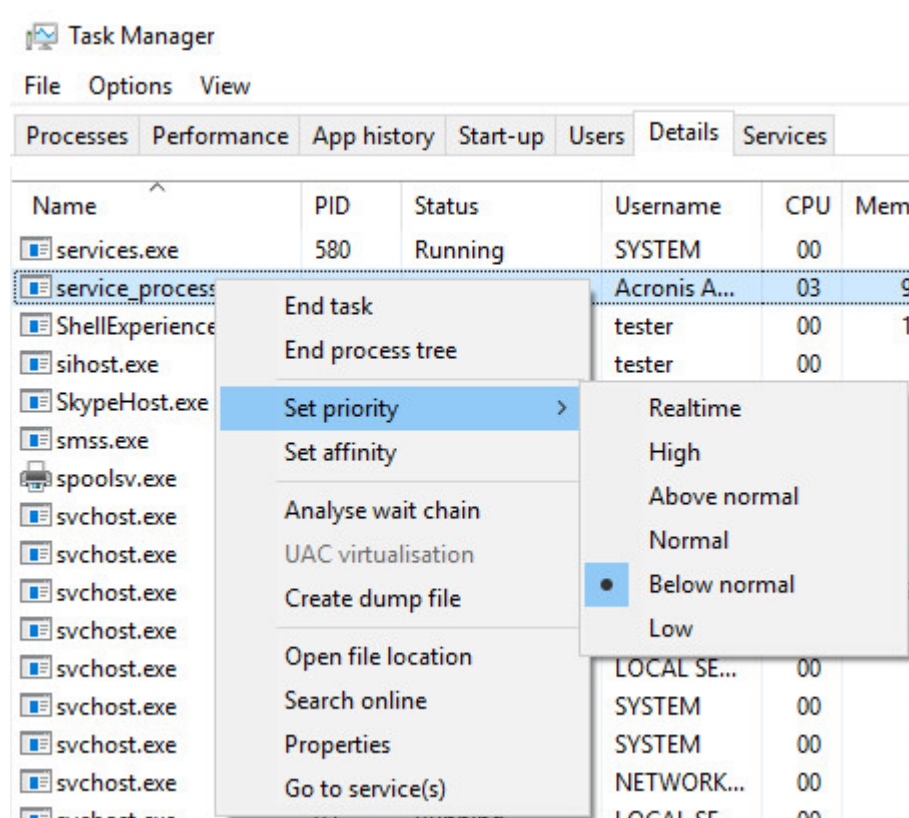 Task Manager
File Options View
Processes Performance App history Start-up Users Details Services
Name PID Status Username CPU Mem
services.exe 580 Running SYSTEM 00
service_process Acronis A... 03 9
End task
ShellExperience tester 00 1
End process tree
sihost.exe tester 00
SkypeHost.exe Set priority Realtime
smss.exe Set affinity High
spoolsv.exe Above normal
svchost.exe Analyse wait chain Normal
svchost.exe UAC virtualisation
svchost.exe Create dump file Below normal
svchost.exe Low
svchost.exe Open file location LOCAL SE... 00
svchost.exe Search online SYSTEM 00
svchost.exe Properties SYSTEM 00
svchost.exe Go to service(s) NETWORK... 00